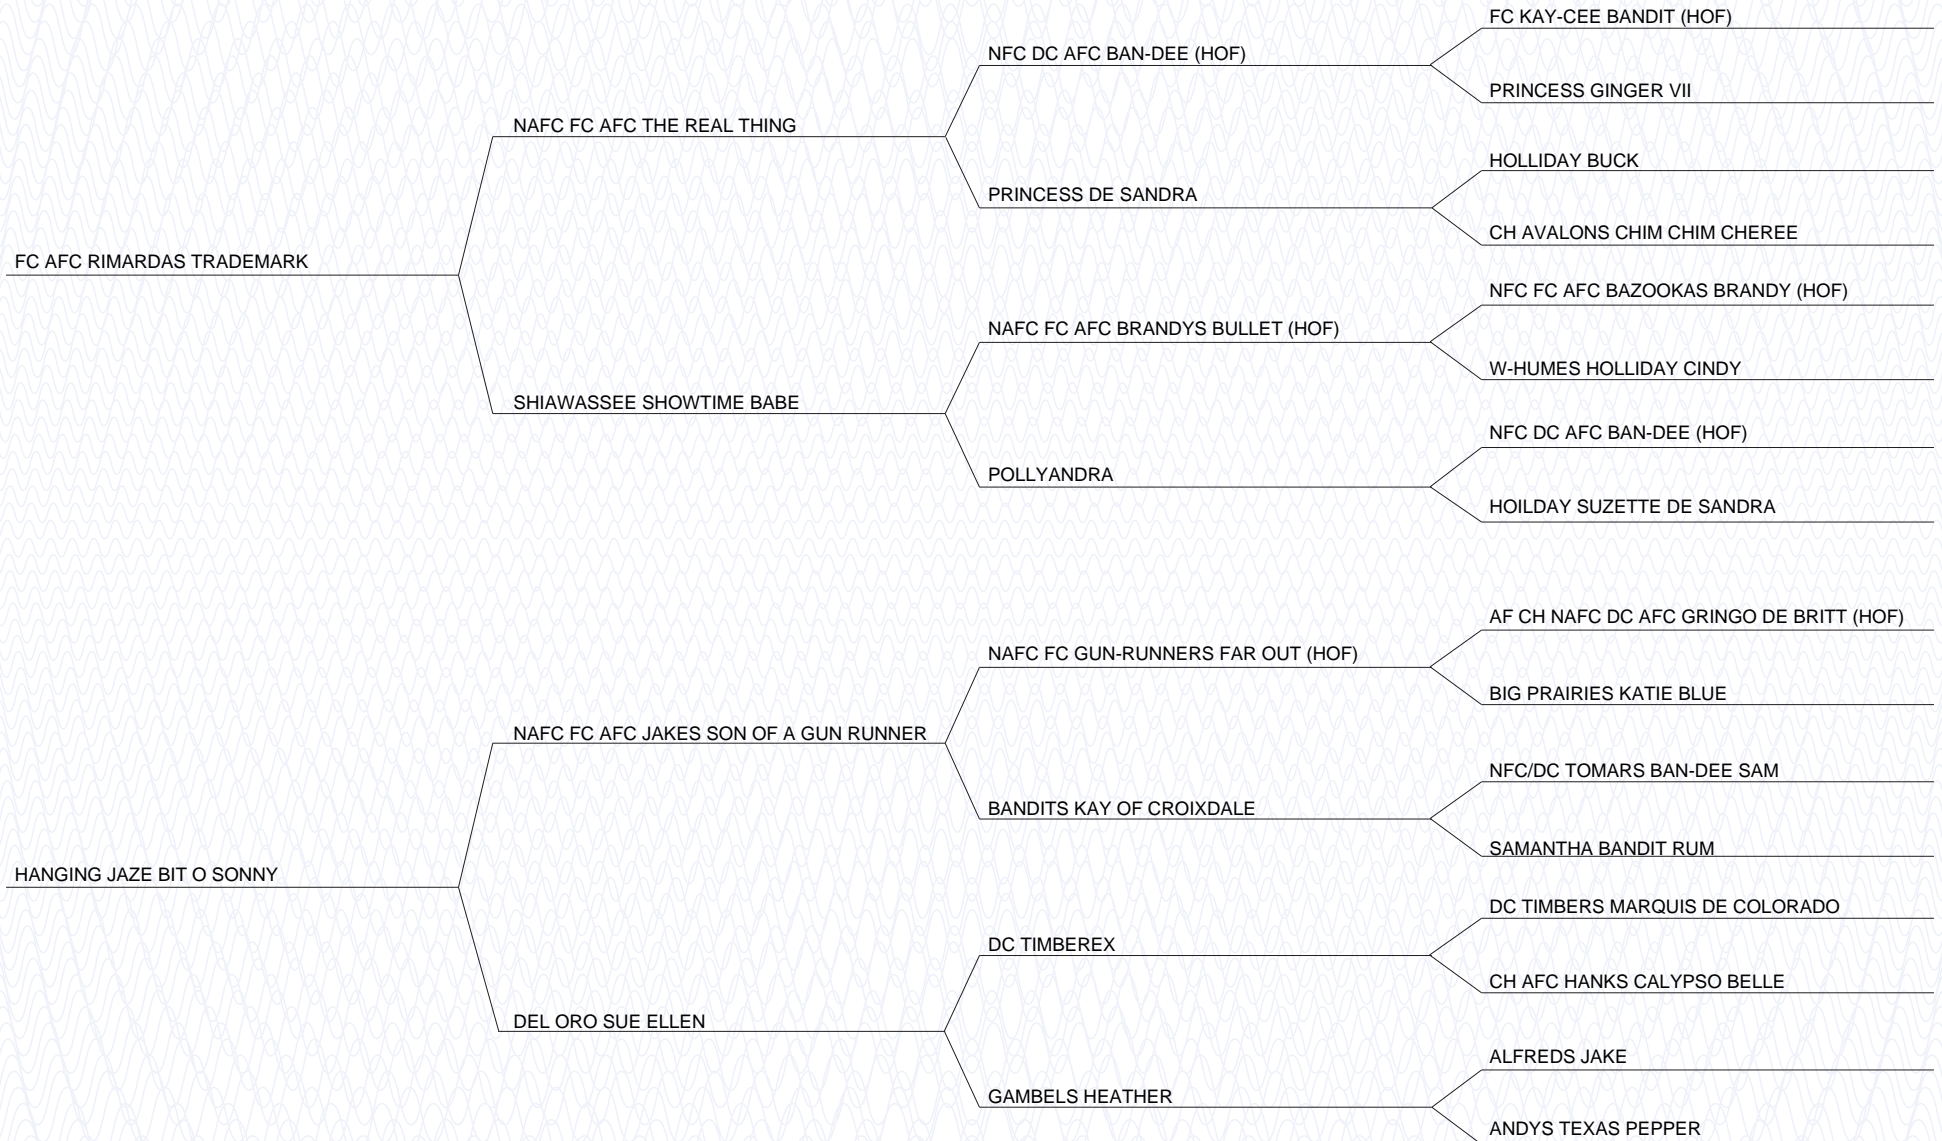 FC KAY-CEE BANDIT (HOF)
NFC DC AFC BAN-DEE (HOF)
PRINCESS GINGER VII
NAFC FC AFC THE REAL THING
HOLLIDAY BUCK
PRINCESS DE SANDRA
CH AVALONS CHIM CHIM CHEREE
FC AFC RIMARDAS TRADEMARK
NFC FC AFC BAZOOKAS BRANDY (HOF)
NAFC FC AFC BRANDYS BULLET (HOF)
W-HUMES HOLLIDAY CINDY
SHIAWASSEE SHOWTIME BABE
NFC DC AFC BAN-DEE (HOF)
POLLYANDRA
HOILDAY SUZETTE DE SANDRA
AF CH NAFC DC AFC GRINGO DE BRITT (HOF)
NAFC FC GUN-RUNNERS FAR OUT (HOF)
BIG PRAIRIES KATIE BLUE
NAFC FC AFC JAKES SON OF A GUN RUNNER
NFC/DC TOMARS BAN-DEE SAM
BANDITS KAY OF CROIXDALE
SAMANTHA BANDIT RUM
HANGING JAZE BIT O SONNY
DC TIMBERS MARQUIS DE COLORADO
DC TIMBEREX
CH AFC HANKS CALYPSO BELLE
DEL ORO SUE ELLEN
ALFREDS JAKE
GAMBELS HEATHER
ANDYS TEXAS PEPPER